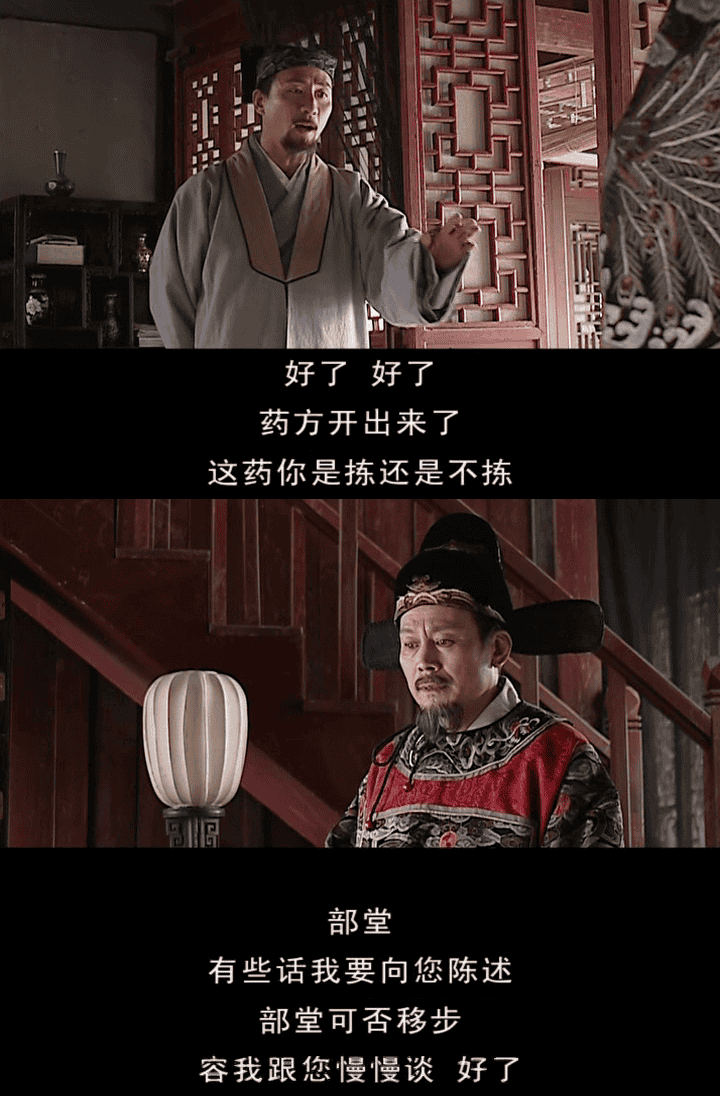 好了 好了
药方开出来了
这药你是拣还是不拣
部堂
有些话我要向您陈述
部堂可否移步
容我跟您慢慢谈 好了